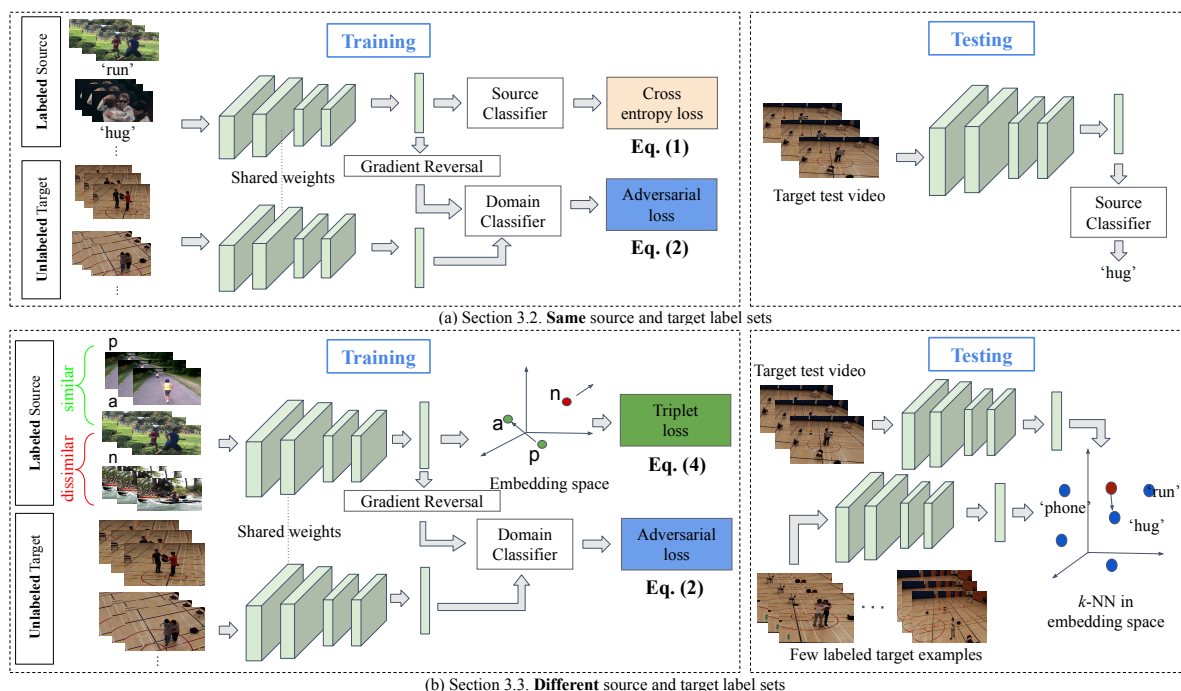 Training
Labeled Source
'run'
'hug'
⋮
Unlabeled Target
⋮
Shared weights
Source
Classifier
Cross
entropy loss
Eq. (1)
Gradient Reversal
Domain
Classifier
Adversarial
loss
Eq. (2)
Testing
Target test video
Source
Classifier
'hug'
(a) Section 3.2. Same source and target label sets
Training
Labeled Source
similar
dissimilar
p
a
n
Unlabeled Target
⋮
Shared weights
n
a
p
Embedding space
Triplet
loss
Eq. (4)
Gradient Reversal
Domain
Classifier
Adversarial
loss
Eq. (2)
Testing
Target test video
'run'
'phone'
'hug'
k-NN in
embedding space
...
Few labeled target examples
(b) Section 3.3. Different source and target label sets